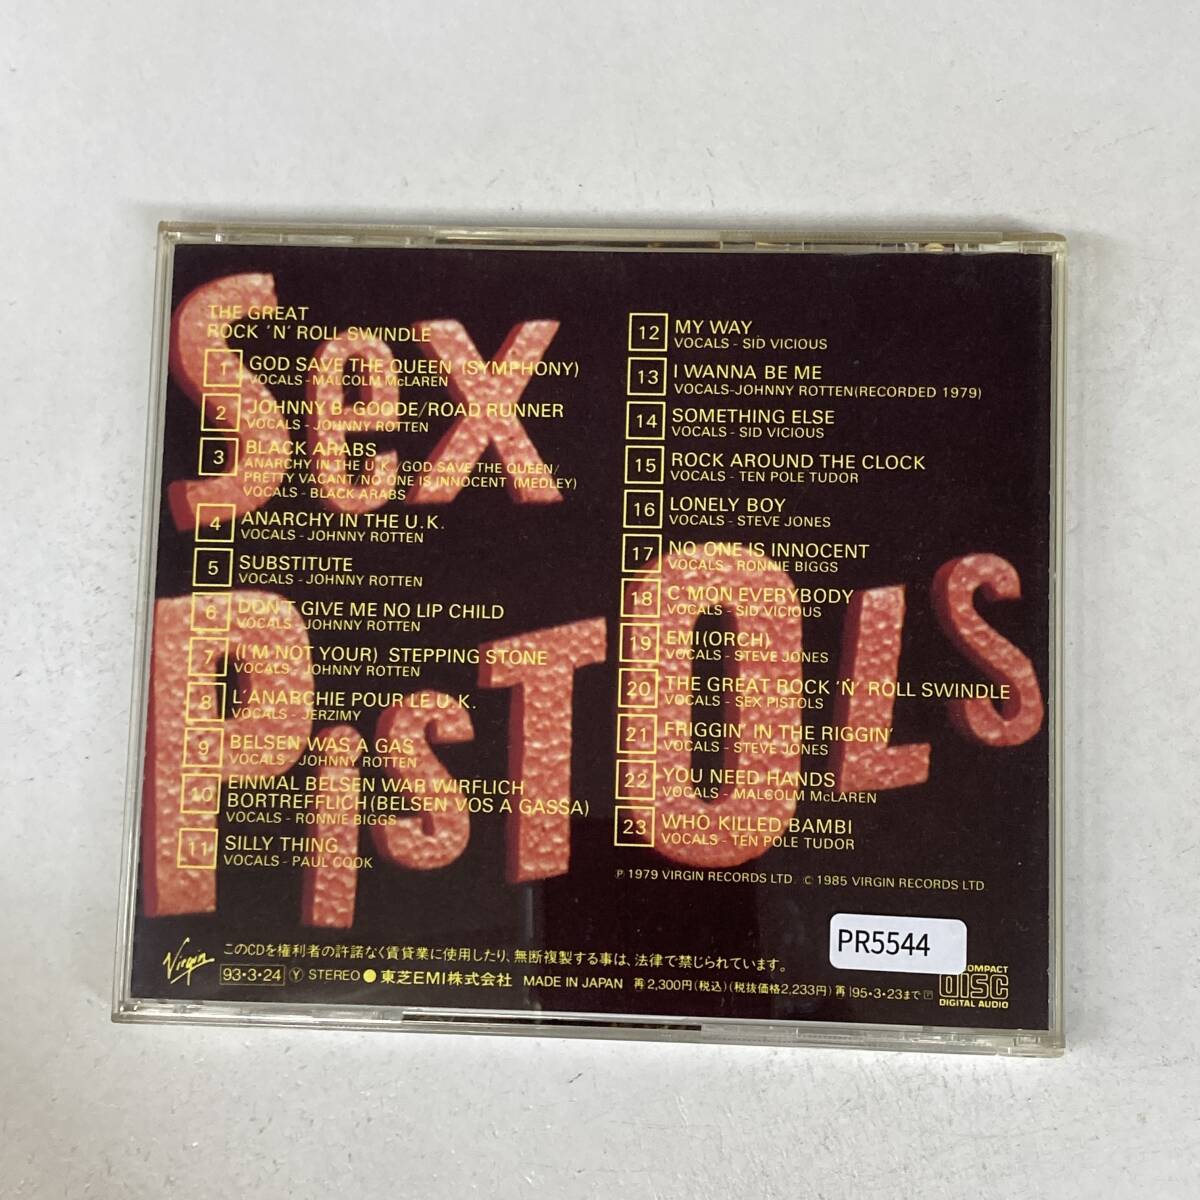 SeX
PiSTOLS
THE GREAT
ROCK 'N' ROLL SWINDLE
1 GOD SAVE THE QUEEN (SYMPHONY)
VOCALS - MALCOLM McLAREN
2 JOHNNY B. GOODE/ROAD RUNNER
VOCALS - JOHNNY ROTTEN
3 BLACK ARABS
ANARCHY IN THE U.K./GOD SAVE THE QUEEN/
PRETTY VACANT/NO ONE IS INNOCENT (MEDLEY)
VOCALS - BLACK ARABS
4 ANARCHY IN THE U.K.
VOCALS - JOHNNY ROTTEN
5 SUBSTITUTE
VOCALS - JOHNNY ROTTEN
6 DON'T GIVE ME NO LIP CHILD
VOCALS - JOHNNY ROTTEN
7 (I'M NOT YOUR) STEPPING STONE
VOCALS - JOHNNY ROTTEN
8 L'ANARCHIE POUR LE U.K.
VOCALS - JERZIMY
9 BELSEN WAS A GAS
VOCALS - JOHNNY ROTTEN
10 EINMAL BELSEN WAR WIRFLICH
BORTREFFLICH (BELSEN VOS A GASSA)
VOCALS - RONNIE BIGGS
11 SILLY THING
VOCALS - PAUL COOK
12 MY WAY
VOCALS - SID VICIOUS
13 I WANNA BE ME
VOCALS-JOHNNY ROTTEN (RECORDED 1979)
14 SOMETHING ELSE
VOCALS - SID VICIOUS
15 ROCK AROUND THE CLOCK
VOCALS - TEN POLE TUDOR
16 LONELY BOY
VOCALS - STEVE JONES
17 NO ONE IS INNOCENT
VOCALS - RONNIE BIGGS
18 C'MON EVERYBODY
VOCALS - SID VICIOUS
19 EMI (ORCH)
VOCALS - STEVE JONES
20 THE GREAT ROCK 'N' ROLL SWINDLE
VOCALS - SEX PISTOLS
21 FRIGGIN' IN THE RIGGIN'
VOCALS - STEVE JONES
22 YOU NEED HANDS
VOCALS - MALCOLM McLAREN
23 WHO KILLED BAMBI
VOCALS - TEN POLE TUDOR
Ⓟ 1979 VIRGIN RECORDS LTD. © 1985 VIRGIN RECORDS LTD
PR5544
Virgin
このCDを権利者の許諾なく賃貸業に使用したり、無断複製する事は、法律で禁じられています。
93・3・24 Ⓨ STEREO ● 東芝EMI株式会社 MADE IN JAPAN 再2,300円(税込)(税抜価格2,233円)再 '95・3・23まで Ⓟ
COMPACT
DISC
DIGITAL AUDIO